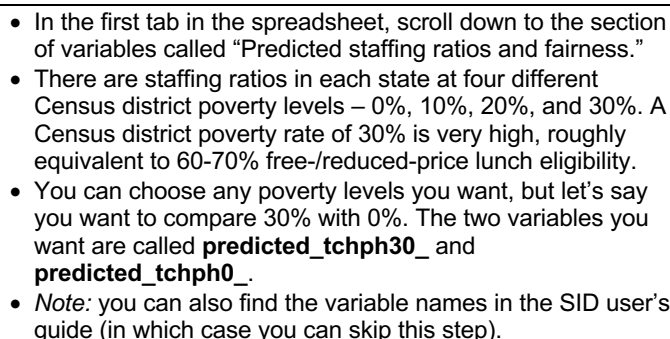 • In the first tab in the spreadsheet, scroll down to the section
of variables called “Predicted staffing ratios and fairness.”
• There are staffing ratios in each state at four different
Census district poverty levels – 0%, 10%, 20%, and 30%. A
Census district poverty rate of 30% is very high, roughly
equivalent to 60-70% free-/reduced-price lunch eligibility.
• You can choose any poverty levels you want, but let’s say
you want to compare 30% with 0%. The two variables you
want are called predicted_tchph30_ and
predicted_tchph0_.
• Note: you can also find the variable names in the SID user’s
guide (in which case you can skip this step).